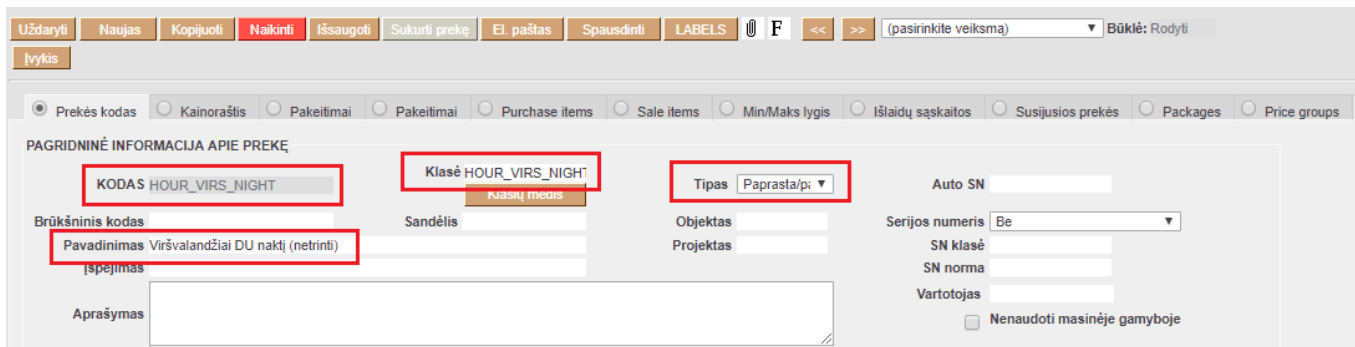 Uždaryti Naujas Kopijuoti Naikinti Išsaugoti Sukurti prekę El. paštas Spausdinti LABELS F << >> (pasirinkite veiksmą) Būklė: Rodyti
Įvykis
Prekės kodas Kainoraštis Pakeitimai Pakeitimai Purchase items Sale items Min/Maks lygis Išlaidų sąskaitos Susijusios prekės Packages Price groups
PAGRIDNINĖ INFORMACIJA APIE PREKĘ
KODAS HOUR_VIRS_NIGHT Klasė HOUR_VIRS_NIGHT Tipas Paprasta/pa Auto SN
Klasių medis
Brūkšninis kodas Sandėlis Objektas Serijos numeris Be
Pavadinimas Viršvalandžiai DU naktį (netrinti) Projektas SN klasė
Įspėjimas SN norma
Aprašymas Vartotojas
Nenaudoti masinėje gamyboje